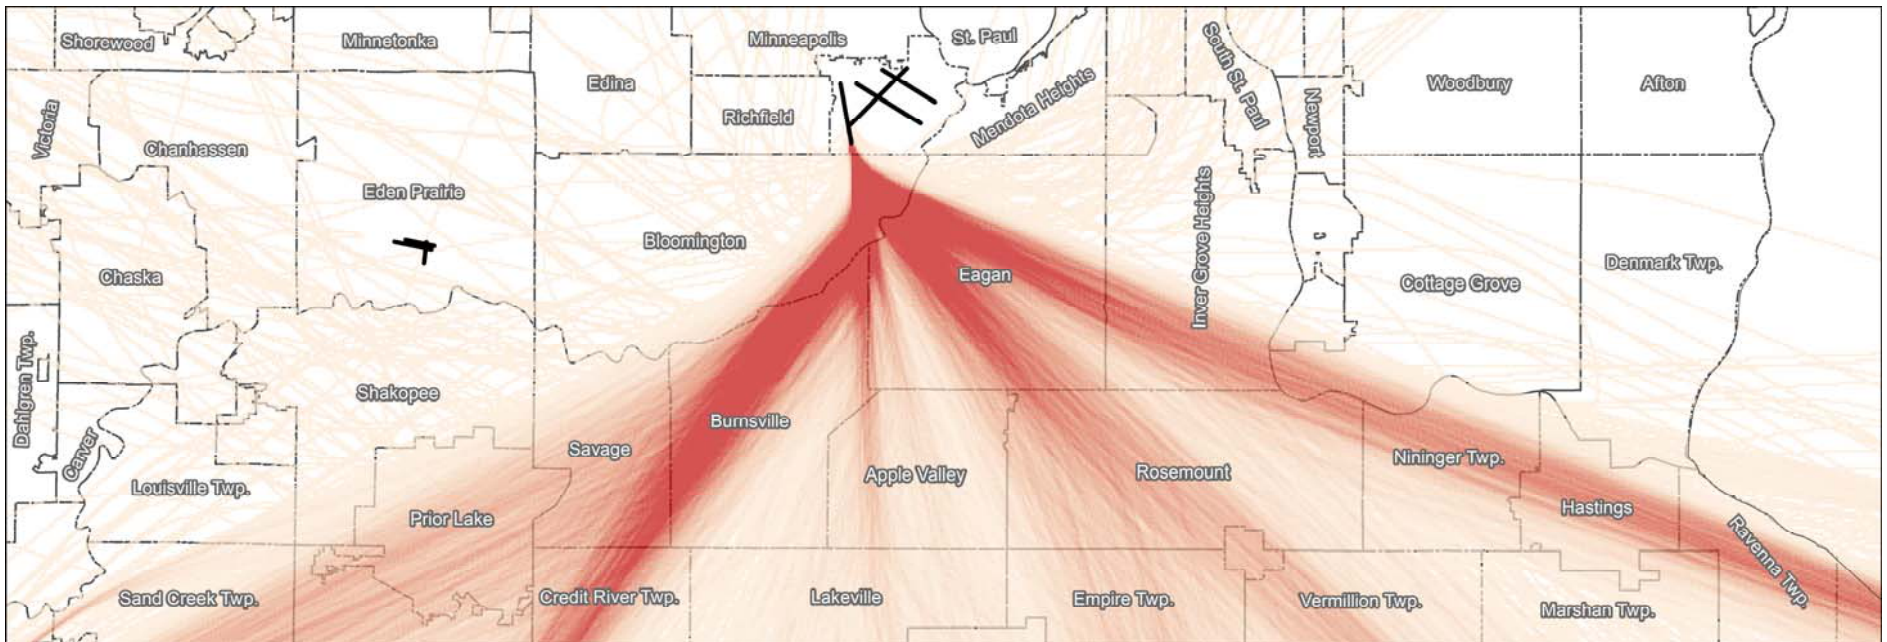 Shorewood
Minnetonka
Minneapolis
St. Paul
South St. Paul
Edina
Woodbury
Afton
Victoria
Richfield
Mendota Heights
Newport
Chanhassen
Eden Prairie
Bloomington
Inver Grove Heights
Chaska
Eagan
Cottage Grove
Denmark Twp.
Dahlgren Twp.
Shakopee
Burnsville
Carver
Savage
Apple Valley
Rosemount
Nininger Twp.
Louisville Twp.
Prior Lake
Hastings
Ravenna Twp.
Sand Creek Twp.
Credit River Twp.
Lakeville
Empire Twp.
Vermillion Twp.
Marshan Twp.